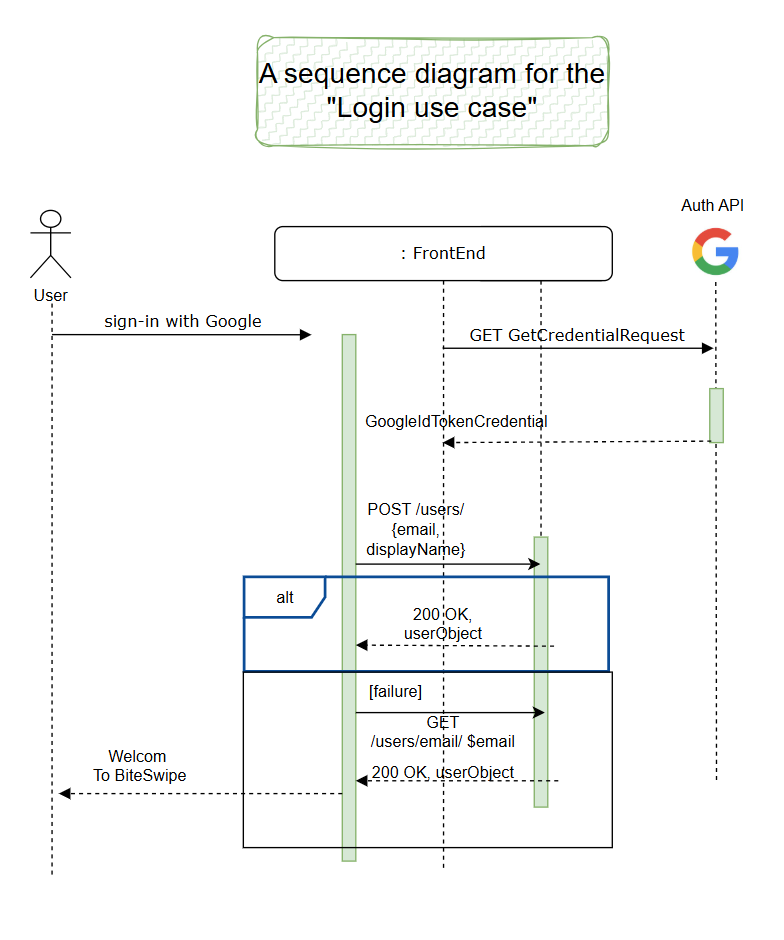 A sequence diagram for the
"Login use case"
Auth API
: FrontEnd
User
sign-in with Google
GET GetCredentialRequest
GoogleIdTokenCredential
POST /users/
{email,
displayName}
alt
200 OK,
userObject
[failure]
GET
/users/email/ $email
Welcom
To BiteSwipe
200 OK, userObject